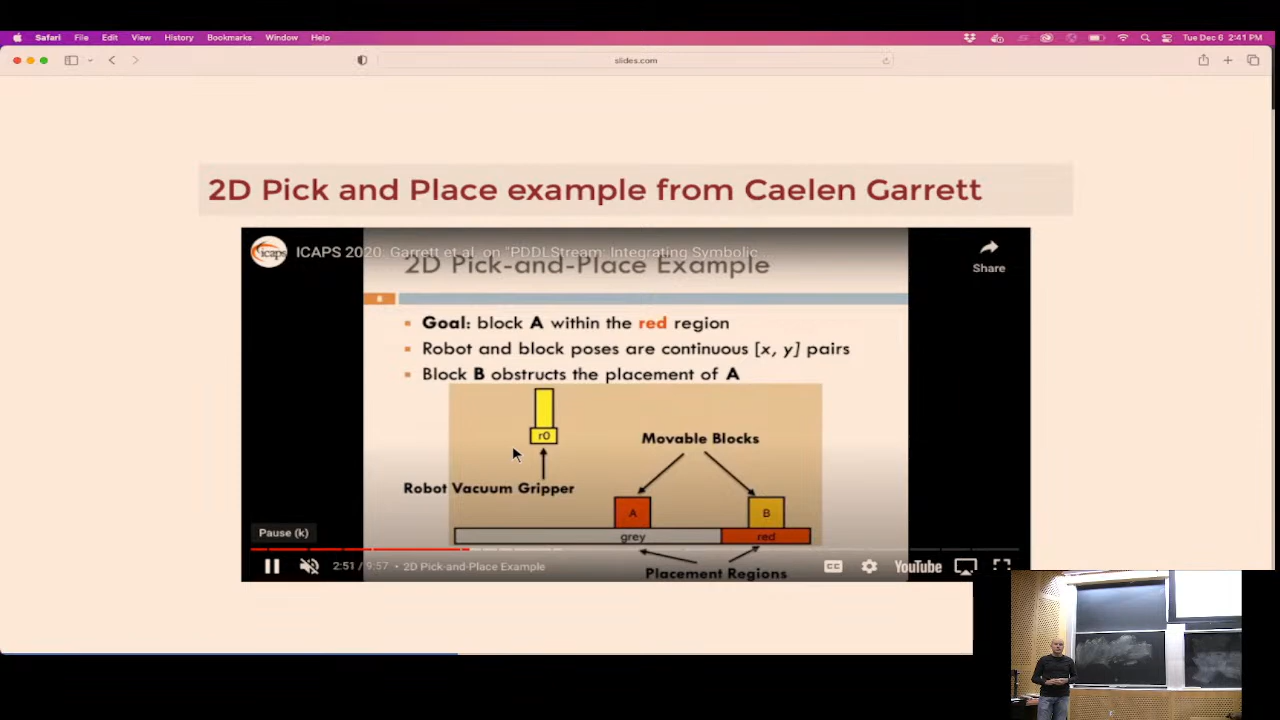 Safari File Edit View History Bookmarks Window Help
Tue Dec 6 2:41 PM
slides.com
2D Pick and Place example from Caelen Garrett
icaps
ICAPS 2020 Garrett et al. on "PDDLStream: Integrating Symbolic
Share
2D Pick-and-Place Example
8
Goal: block A within the red region
Robot and block poses are continuous [x, y] pairs
Block B obstructs the placement of A
r0
Movable Blocks
Robot Vacuum Gripper
A
B
grey
red
Placement Regions
Pause (k)
2:51 / 9:57 • 2D Pick-and-Place Example
CC
YouTube